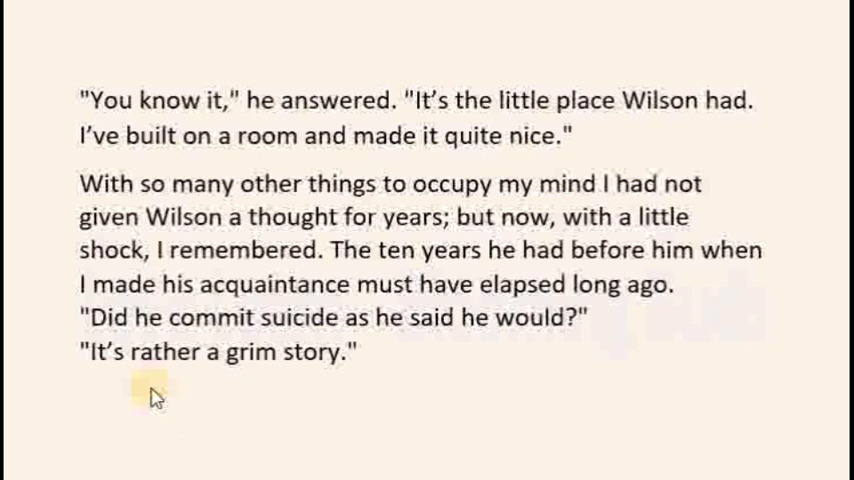 "You know it," he answered. "It’s the little place Wilson had.
I’ve built on a room and made it quite nice."
With so many other things to occupy my mind I had not
given Wilson a thought for years; but now, with a little
shock, I remembered. The ten years he had before him when
I made his acquaintance must have elapsed long ago.
"Did he commit suicide as he said he would?"
"It’s rather a grim story."